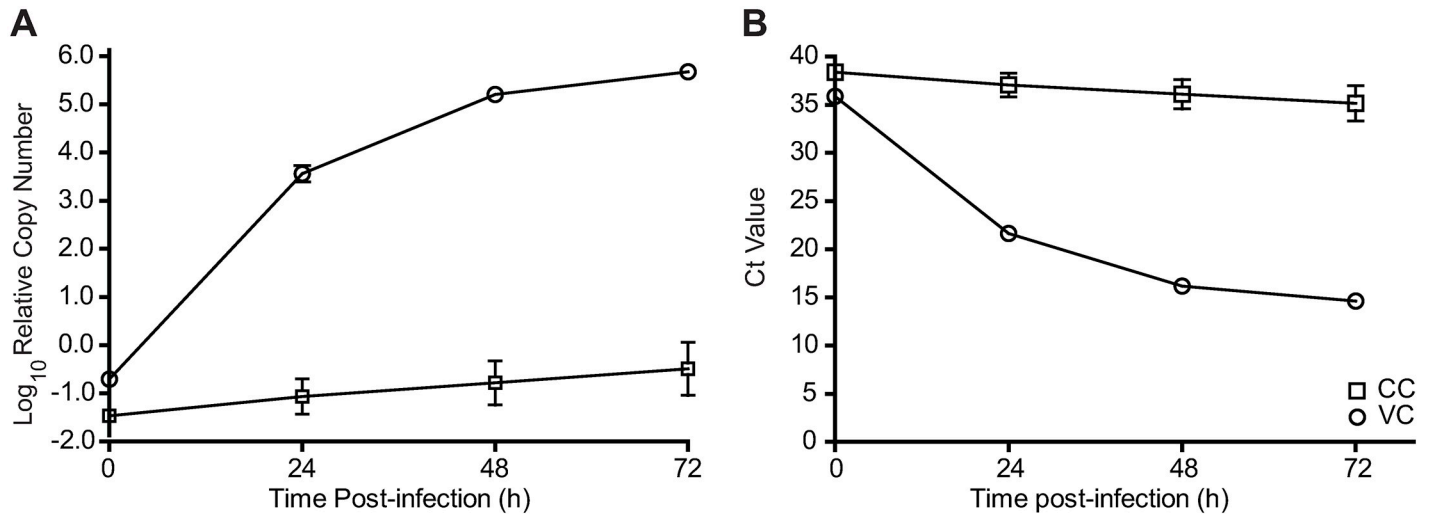 A
Log10 Relative Copy Number
6.0
5.0
4.0
3.0
2.0
1.0
0.0
-1.0
-2.0
0 24 48 72
Time Post-infection (h)
B
Ct Value
40
35
30
25
20
15
10
5
0
0 24 48 72
Time post-infection (h)
CC
VC